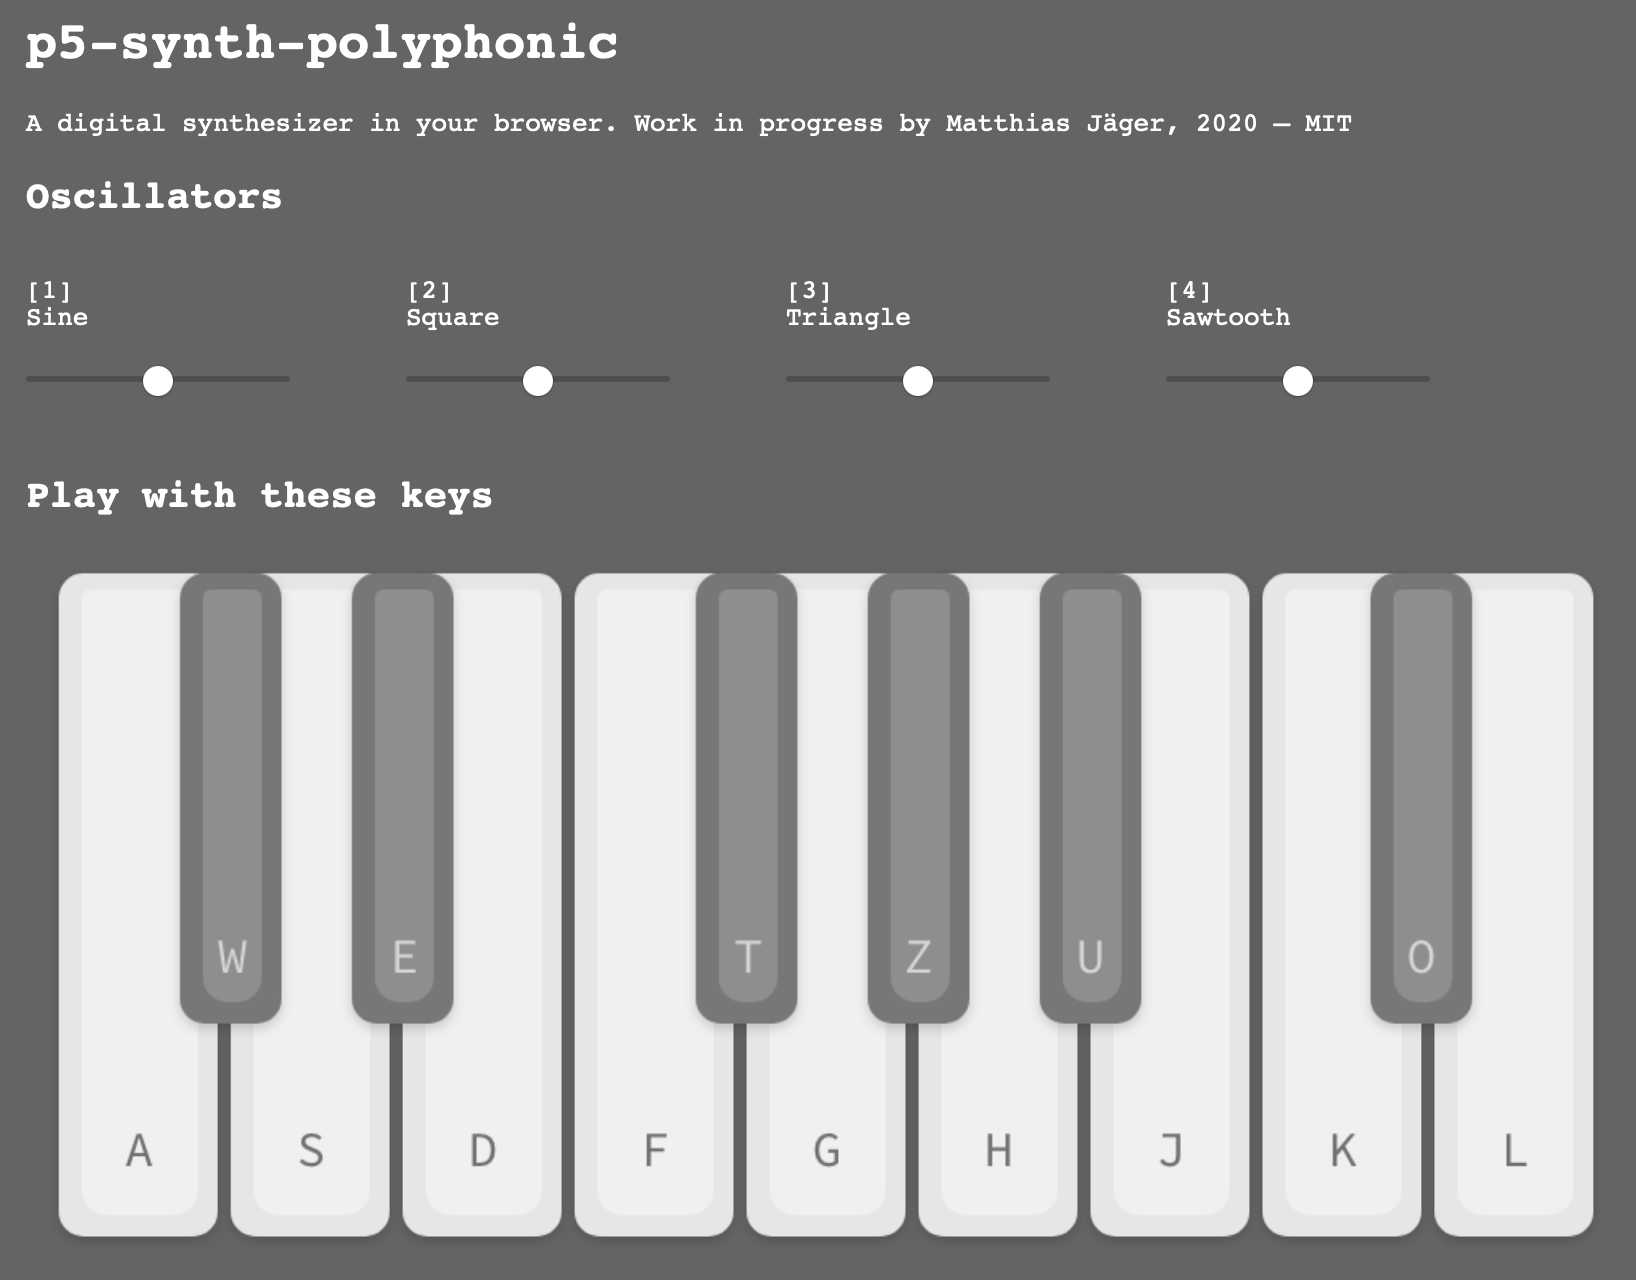 p5-synth-polyphonic
A digital synthesizer in your browser. Work in progress by Matthias Jäger, 2020 — MIT
Oscillators
[1] [2] [3] [4]
Sine Square Triangle Sawtooth
Play with these keys
W E T Z U O
A S D F G H J K L